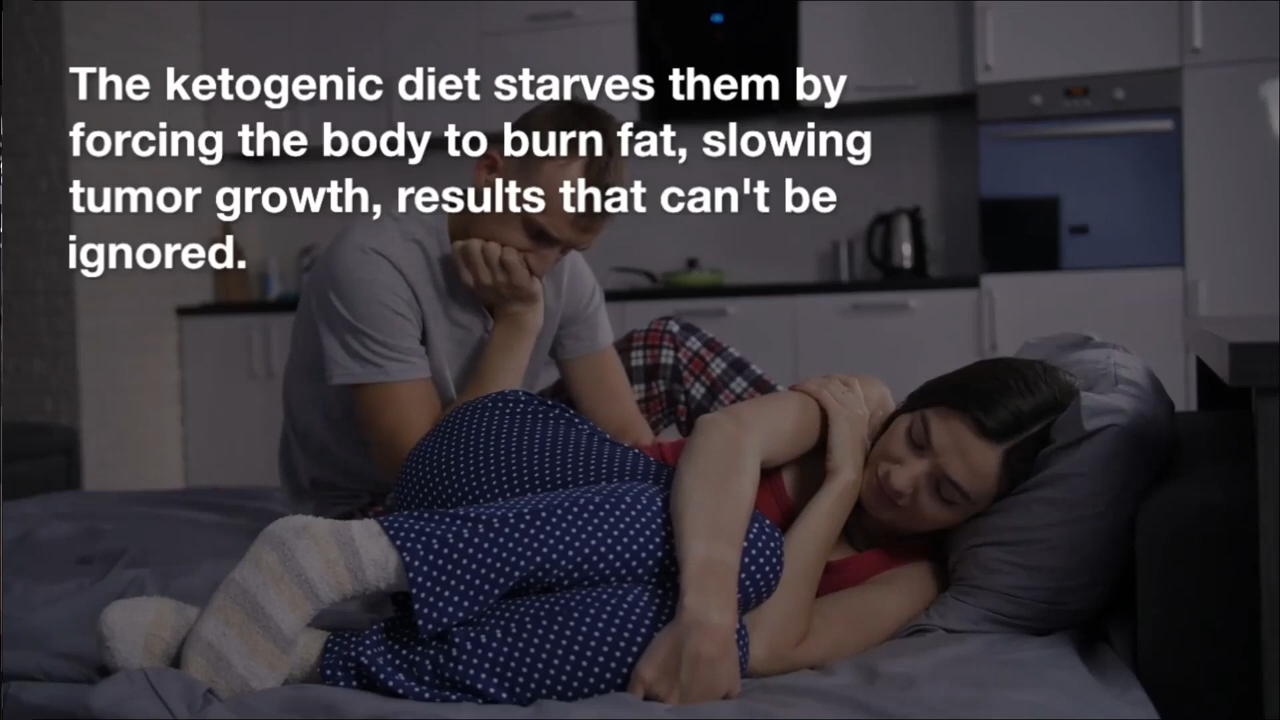 The ketogenic diet starves them by
forcing the body to burn fat, slowing
tumor growth, results that can't be
ignored.